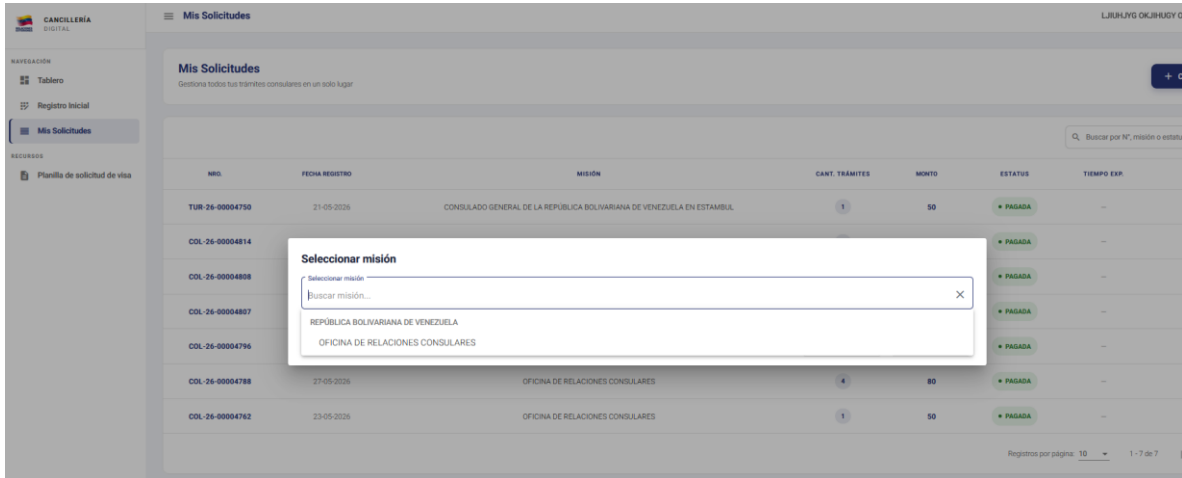 CANCILLERÍA
DIGITAL
Mis Solicitudes
LJIUHJYG OKJIHUGY
NAVEGACIÓN
Tablero
Registro Inicial
Mis Solicitudes
RECURSOS
Planilla de solicitud de visa
Mis Solicitudes
Gestiona todos tus trámites consulares en un solo lugar
+
Buscar por N°, misión o estatu
NRO. FECHA REGISTRO MISIÓN CANT. TRÁMITES MONTO ESTATUS TIEMPO EXP.
TUR-26-00004750 21-05-2026 CONSULADO GENERAL DE LA REPÚBLICA BOLIVARIANA DE VENEZUELA EN ESTAMBUL 1 50 • PAGADA --
COL-26-00004814 • PAGADA --
COL-26-00004808 • PAGADA --
COL-26-00004807 • PAGADA --
COL-26-00004796 • PAGADA --
COL-26-00004788 27-05-2026 OFICINA DE RELACIONES CONSULARES 4 80 • PAGADA --
COL-26-00004762 23-05-2026 OFICINA DE RELACIONES CONSULARES 1 50 • PAGADA --
Seleccionar misión
Seleccionar misión
Buscar misión...
REPÚBLICA BOLIVARIANA DE VENEZUELA
OFICINA DE RELACIONES CONSULARES
Registros por página: 10 1 - 7 de 7